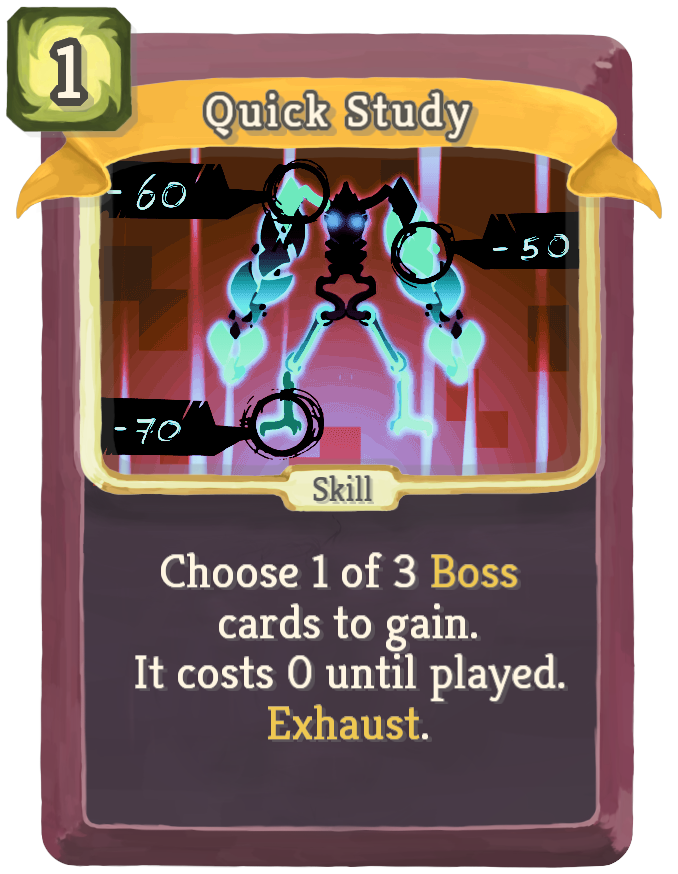 1
Quick Study
-60
-50
-70
Skill
Choose 1 of 3 Boss
cards to gain.
It costs 0 until played.
Exhaust.